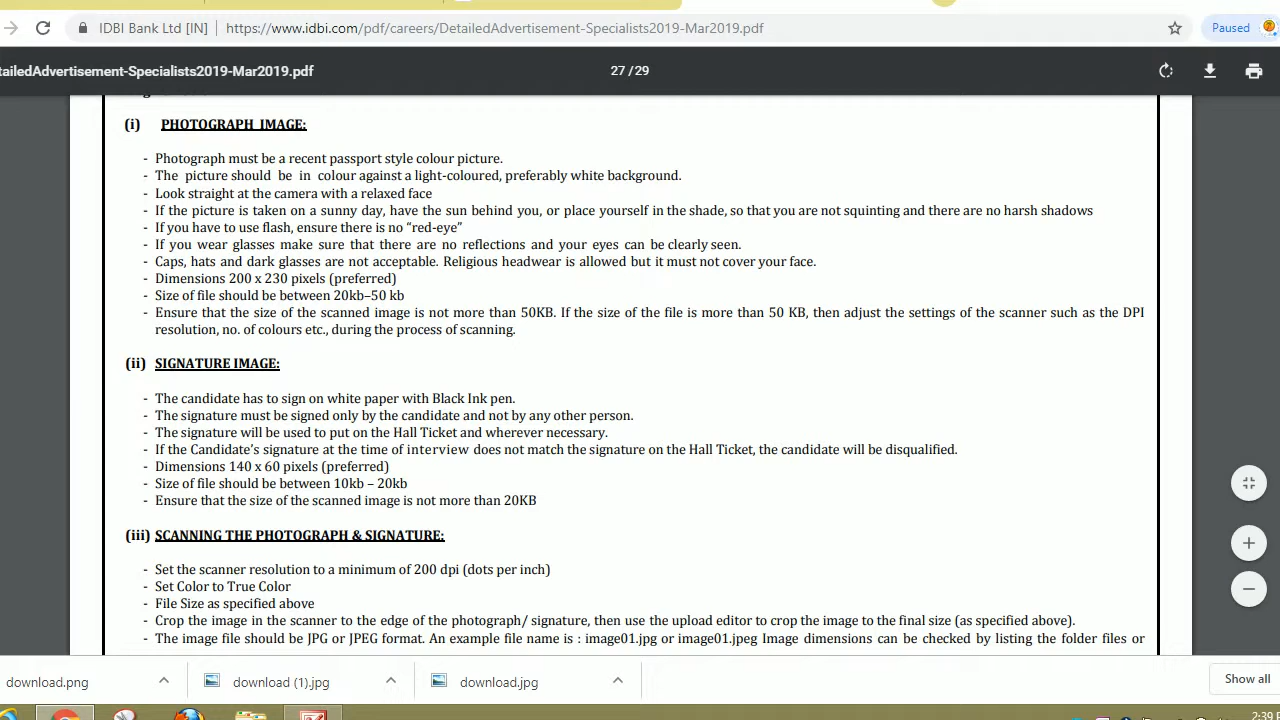 IDBI Bank Ltd [IN] https://www.idbi.com/pdf/careers/DetailedAdvertisement-Specialists2019-Mar2019.pdf Paused
tailedAdvertisement-Specialists2019-Mar2019.pdf 27 / 29
(i) PHOTOGRAPH IMAGE:
- Photograph must be a recent passport style colour picture.
- The picture should be in colour against a light-coloured, preferably white background.
- Look straight at the camera with a relaxed face
- If the picture is taken on a sunny day, have the sun behind you, or place yourself in the shade, so that you are not squinting and there are no harsh shadows
- If you have to use flash, ensure there is no “red-eye”
- If you wear glasses make sure that there are no reflections and your eyes can be clearly seen.
- Caps, hats and dark glasses are not acceptable. Religious headwear is allowed but it must not cover your face.
- Dimensions 200 x 230 pixels (preferred)
- Size of file should be between 20kb–50 kb
- Ensure that the size of the scanned image is not more than 50KB. If the size of the file is more than 50 KB, then adjust the settings of the scanner such as the DPI
resolution, no. of colours etc., during the process of scanning.
(ii) SIGNATURE IMAGE:
- The candidate has to sign on white paper with Black Ink pen.
- The signature must be signed only by the candidate and not by any other person.
- The signature will be used to put on the Hall Ticket and wherever necessary.
- If the Candidate’s signature at the time of interview does not match the signature on the Hall Ticket, the candidate will be disqualified.
- Dimensions 140 x 60 pixels (preferred)
- Size of file should be between 10kb – 20kb
- Ensure that the size of the scanned image is not more than 20KB
(iii) SCANNING THE PHOTOGRAPH & SIGNATURE:
- Set the scanner resolution to a minimum of 200 dpi (dots per inch)
- Set Color to True Color
- File Size as specified above
- Crop the image in the scanner to the edge of the photograph/ signature, then use the upload editor to crop the image to the final size (as specified above).
- The image file should be JPG or JPEG format. An example file name is : image01.jpg or image01.jpeg Image dimensions can be checked by listing the folder files or
download.png download (1).jpg download.jpg Show all